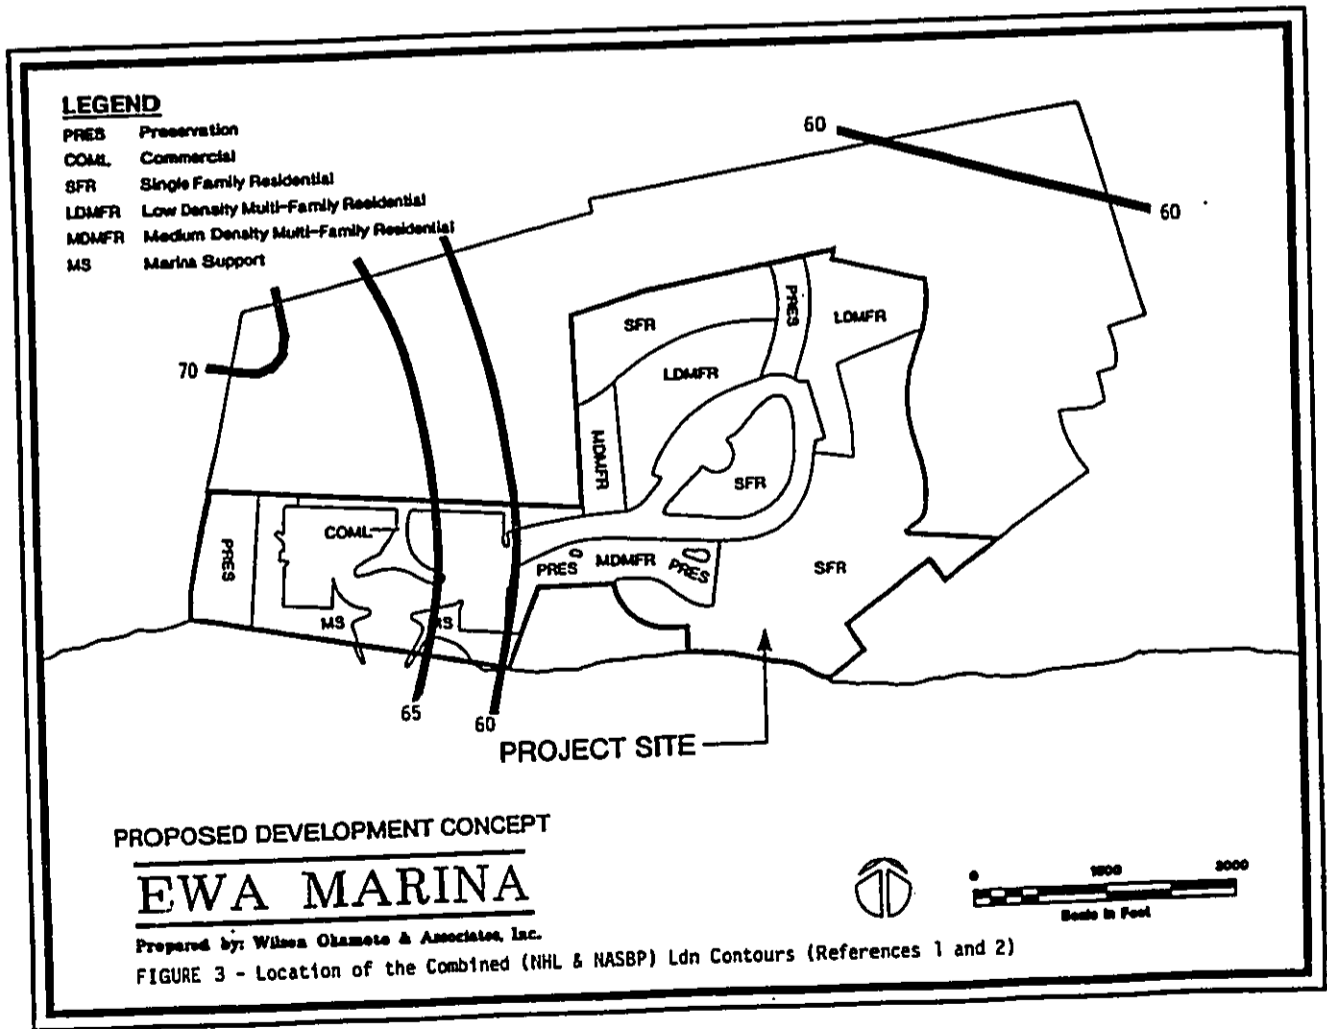 LEGEND
PRES Preservation
COML Commercial
SFR Single Family Residential
LDMFR Low Density Multi-Family Residential
MDMFR Medium Density Multi-Family Residential
MS Marina Support
60
60
70
SFR
PRES
LDMFR
LDMFR
MDMFR
SFR
COML
PRES
PRES
MDMFR
PRES
SFR
MS
MS
65
60
PROJECT SITE
PROPOSED DEVELOPMENT CONCEPT
EWA MARINA
Prepared by: Wilson Okamoto & Associates, Inc.
0 3000
Scale in Feet
FIGURE 3 - Location of the Combined (NHL & NASBP) Ldn Contours (References 1 and 2)